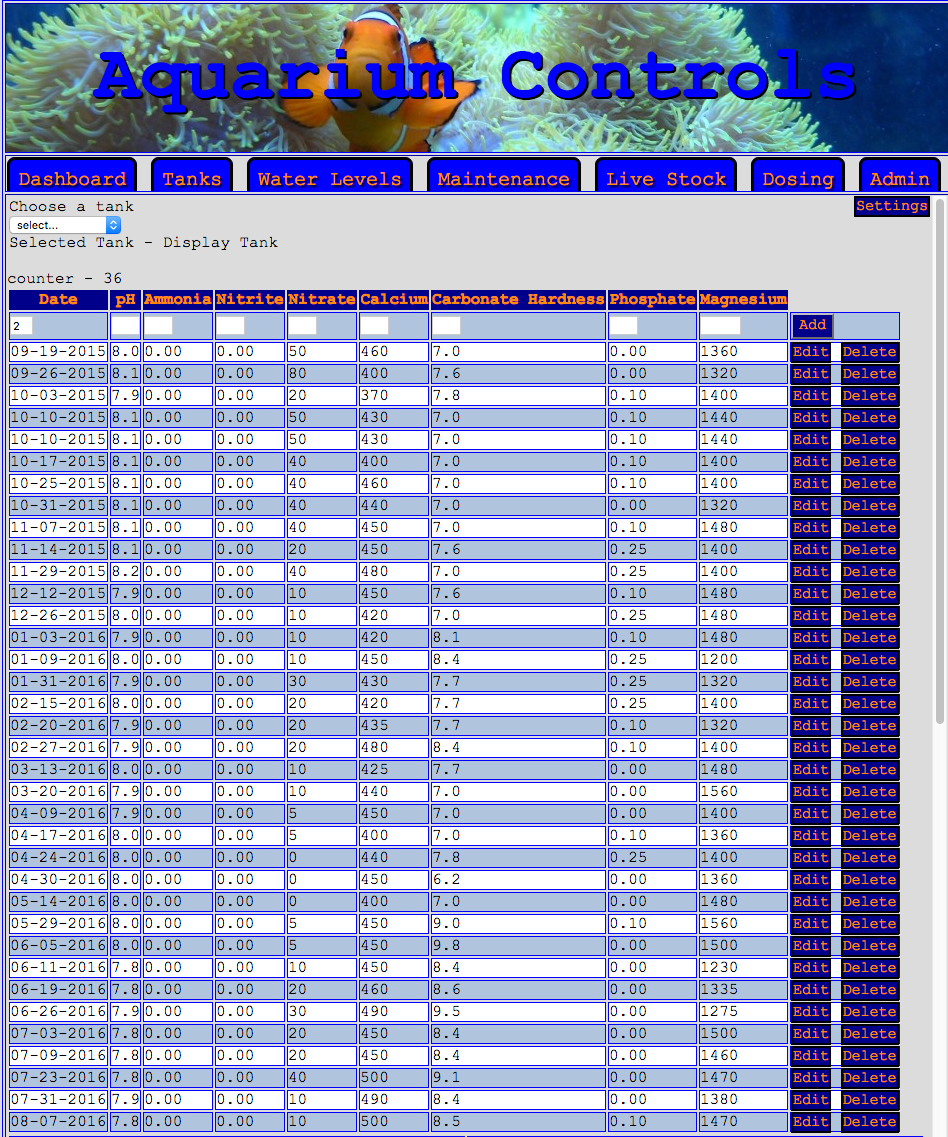 Aquarium Controls
Dashboard Tanks Water Levels Maintenance Live Stock Dosing Admin
Choose a tank Settings
select...
Selected Tank - Display Tank
counter - 36
Date pH Ammonia Nitrite Nitrate Calcium Carbonate Hardness Phosphate Magnesium
2 Add
09-19-2015 8.0 0.00 0.00 50 460 7.0 0.00 1360 Edit Delete
09-26-2015 8.1 0.00 0.00 80 400 7.6 0.00 1320 Edit Delete
10-03-2015 7.9 0.00 0.00 20 370 7.8 0.10 1400 Edit Delete
10-10-2015 8.1 0.00 0.00 50 430 7.0 0.10 1440 Edit Delete
10-10-2015 8.1 0.00 0.00 50 430 7.0 0.10 1440 Edit Delete
10-17-2015 8.1 0.00 0.00 40 400 7.0 0.10 1400 Edit Delete
10-25-2015 8.1 0.00 0.00 40 460 7.0 0.10 1400 Edit Delete
10-31-2015 8.1 0.00 0.00 40 440 7.0 0.00 1320 Edit Delete
11-07-2015 8.1 0.00 0.00 40 450 7.0 0.10 1480 Edit Delete
11-14-2015 8.1 0.00 0.00 20 450 7.6 0.25 1400 Edit Delete
11-29-2015 8.2 0.00 0.00 40 480 7.0 0.25 1400 Edit Delete
12-12-2015 7.9 0.00 0.00 10 450 7.6 0.10 1480 Edit Delete
12-26-2015 8.0 0.00 0.00 10 420 7.0 0.25 1480 Edit Delete
01-03-2016 7.9 0.00 0.00 10 420 8.1 0.10 1480 Edit Delete
01-09-2016 8.0 0.00 0.00 10 450 8.4 0.25 1200 Edit Delete
01-31-2016 7.9 0.00 0.00 30 430 7.7 0.25 1320 Edit Delete
02-15-2016 8.0 0.00 0.00 20 420 7.7 0.25 1400 Edit Delete
02-20-2016 7.9 0.00 0.00 20 435 7.7 0.10 1320 Edit Delete
02-27-2016 7.9 0.00 0.00 20 480 8.4 0.10 1400 Edit Delete
03-13-2016 8.0 0.00 0.00 10 425 7.7 0.00 1480 Edit Delete
03-20-2016 7.9 0.00 0.00 10 440 7.0 0.00 1560 Edit Delete
04-09-2016 7.9 0.00 0.00 5 450 7.0 0.00 1400 Edit Delete
04-17-2016 8.0 0.00 0.00 5 400 7.0 0.10 1360 Edit Delete
04-24-2016 8.0 0.00 0.00 0 440 7.8 0.25 1400 Edit Delete
04-30-2016 8.0 0.00 0.00 0 450 6.2 0.00 1360 Edit Delete
05-14-2016 8.0 0.00 0.00 0 400 7.0 0.00 1480 Edit Delete
05-29-2016 8.0 0.00 0.00 5 450 9.0 0.10 1560 Edit Delete
06-05-2016 8.0 0.00 0.00 5 450 9.8 0.00 1500 Edit Delete
06-11-2016 7.8 0.00 0.00 10 450 8.4 0.00 1230 Edit Delete
06-19-2016 7.8 0.00 0.00 20 460 8.6 0.00 1335 Edit Delete
06-26-2016 7.9 0.00 0.00 30 490 9.5 0.00 1275 Edit Delete
07-03-2016 7.8 0.00 0.00 20 450 8.4 0.00 1500 Edit Delete
07-09-2016 7.8 0.00 0.00 20 450 8.4 0.00 1460 Edit Delete
07-23-2016 7.8 0.00 0.00 40 500 9.1 0.00 1470 Edit Delete
07-31-2016 7.9 0.00 0.00 10 490 8.4 0.00 1380 Edit Delete
08-07-2016 7.8 0.00 0.00 10 500 8.5 0.10 1470 Edit Delete